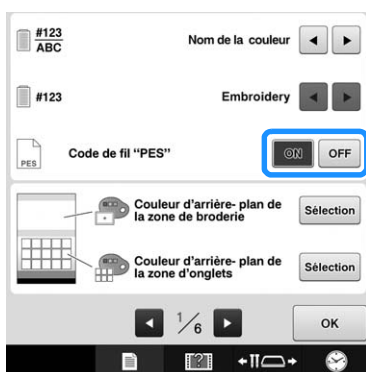 #123
ABC
Nom de la couleur
#123
Embroidery
PES
Code de fil “PES”
ON
OFF
Couleur d’arrière- plan de
la zone de broderie
Sélection
Couleur d’arrière- plan de
la zone d’onglets
Sélection
1/6
OK